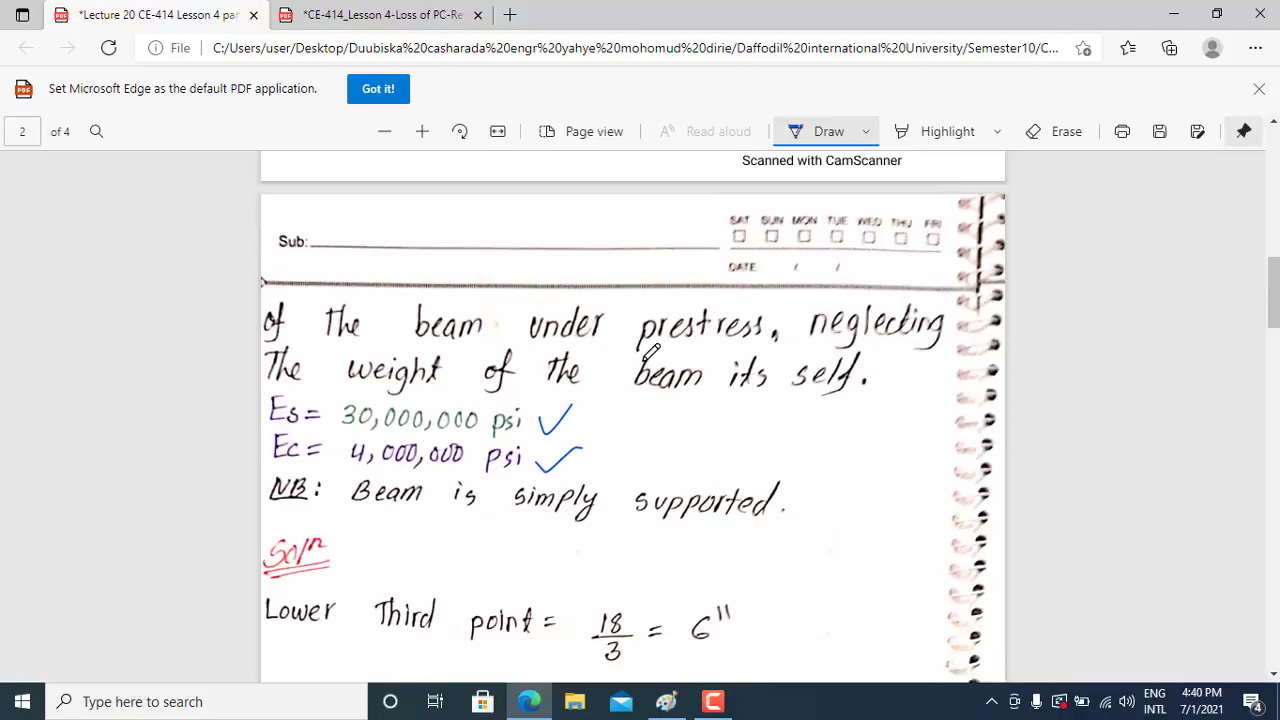 *Lecture 20 CE-414 Lesson 4 par
*CE-414_Lesson 4-Loss of PC-Re
File
C:/Users/user/Desktop/Duubiska%20casharada%20engr%20yahye%20mohomud%20dirie/Daffodil%20international%20University/Semester10/C...
Set Microsoft Edge as the default PDF application.
Got it!
2 of 4
Page view
Read aloud
Draw
Highlight
Erase
Scanned with CamScanner
SAT SUN MON TUE WED THU FRI
Sub:
DATE / /
of the beam under prestress, neglecting
The weight of the beam its self.
Es = 30,000,000 psi ✓
Ec = 4,000,000 psi ✓
NB: Beam is simply supported.
Solⁿ
Lower Third point = 18/3 = 6"
Type here to search
ENG
INTL
4:40 PM
7/1/2021